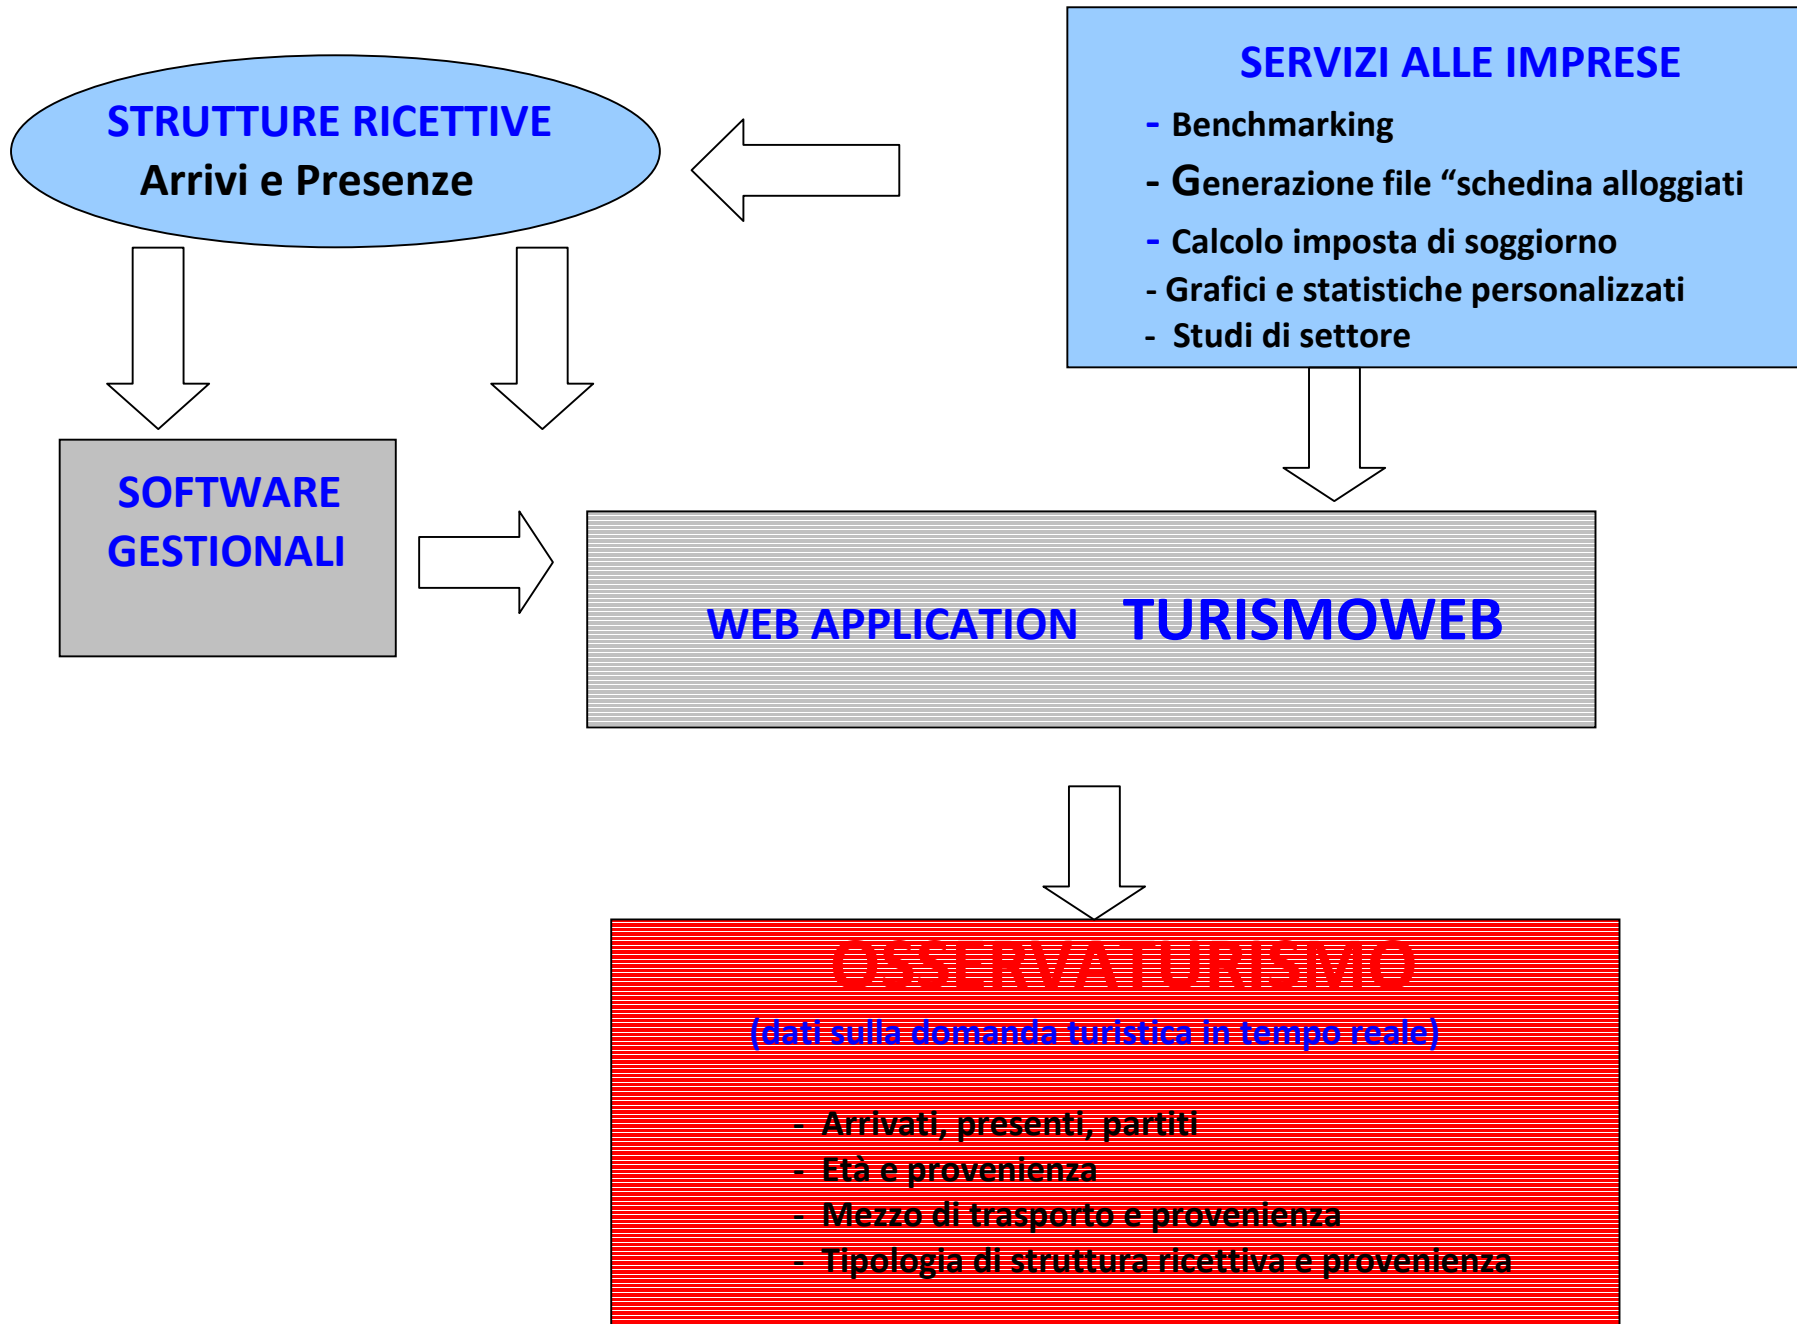 STRUTTURE RICETTIVE
Arrivi e Presenze
SERVIZI ALLE IMPRESE
- Benchmarking
- Generazione file “schedina alloggiati
- Calcolo imposta di soggiorno
- Grafici e statistiche personalizzati
- Studi di settore
SOFTWARE
GESTIONALI
WEB APPLICATION TURISMOWEB
OSSERVATURISMO
(dati sulla domanda turistica in tempo reale)
- Arrivati, presenti, partiti
- Età e provenienza
- Mezzo di trasporto e provenienza
- Tipologia di struttura ricettiva e provenienza